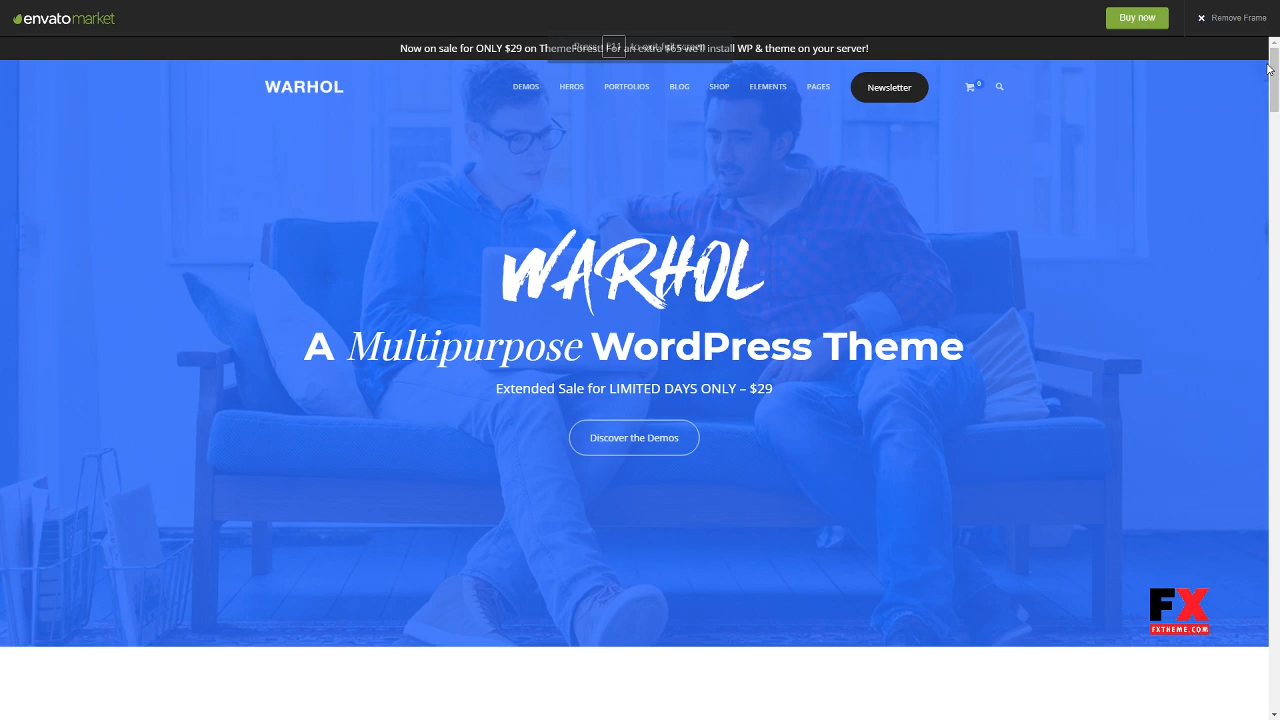 envatomarket
Buy now
Remove Frame
Now on sale for ONLY $29 on ThemeForest! For an extra $65 we'll install WP & theme on your server!
WARHOL
DEMOS
HEROS
PORTFOLIOS
BLOG
SHOP
ELEMENTS
PAGES
Newsletter
0
WARHOL
A Multipurpose WordPress Theme
Extended Sale for LIMITED DAYS ONLY – $29
Discover the Demos
FX
FXTHEME.COM